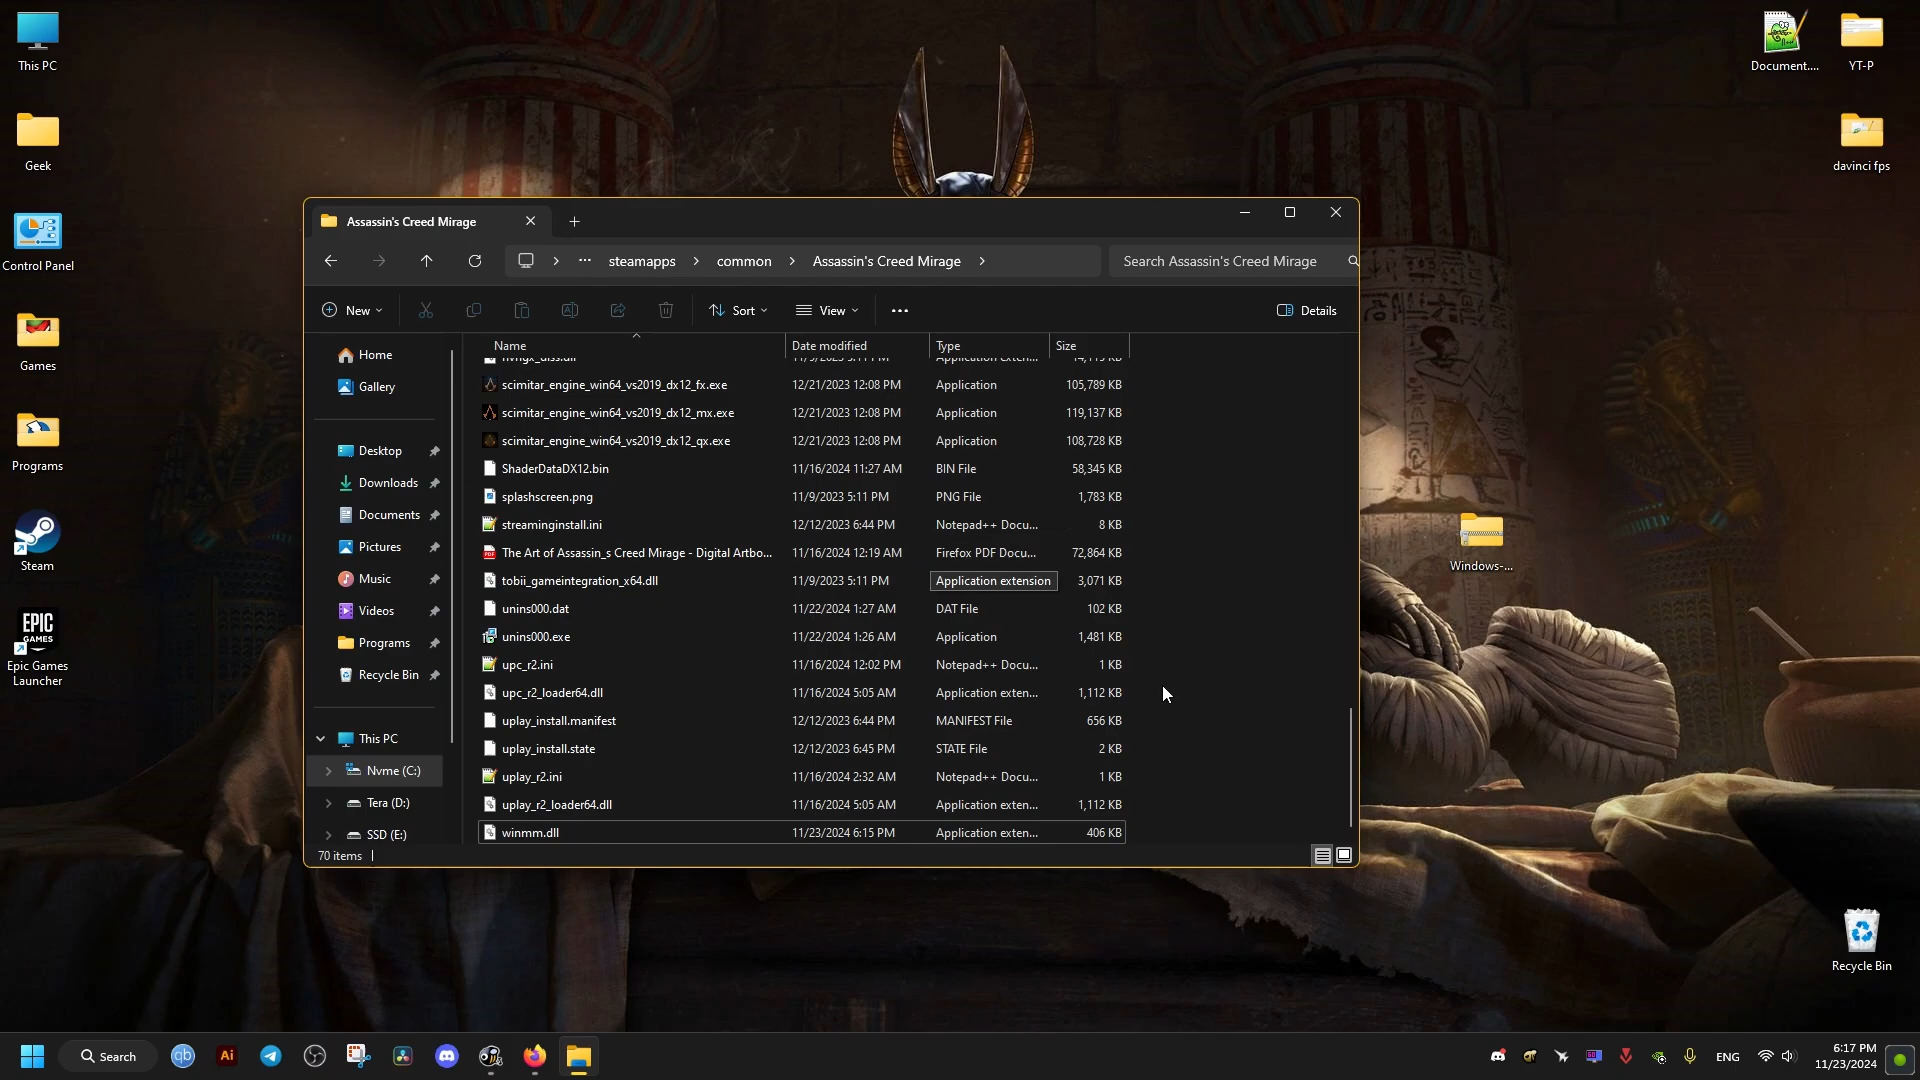 This PC
Geek
Control Panel
Games
Programs
Steam
EPIC
GAMES
Epic Games
Launcher
Document....
YT-P
davinci fps
Windows-...
Recycle Bin
Assassin's Creed Mirage
... steamapps > common > Assassin's Creed Mirage >
Search Assassin's Creed Mirage
New
Sort
View
...
Details
Home
Gallery
Desktop
Downloads
Documents
Pictures
Music
Videos
Programs
Recycle Bin
This PC
Nvme (C:)
Tera (D:)
SSD (E:)
Name Date modified Type Size
nvngx_dlss.dll 11/9/2023 5:11 PM Application exten...
scimitar_engine_win64_vs2019_dx12_fx.exe 12/21/2023 12:08 PM Application 105,789 KB
scimitar_engine_win64_vs2019_dx12_mx.exe 12/21/2023 12:08 PM Application 119,137 KB
scimitar_engine_win64_vs2019_dx12_qx.exe 12/21/2023 12:08 PM Application 108,728 KB
ShaderDataDX12.bin 11/16/2024 11:27 AM BIN File 58,345 KB
splashscreen.png 11/9/2023 5:11 PM PNG File 1,783 KB
streaminginstall.ini 12/12/2023 6:44 PM Notepad++ Docu... 8 KB
The Art of Assassin_s Creed Mirage - Digital Artbo... 11/16/2024 12:19 AM Firefox PDF Docu... 72,864 KB
tobii_gameintegration_x64.dll 11/9/2023 5:11 PM Application extension 3,071 KB
unins000.dat 11/22/2024 1:27 AM DAT File 102 KB
unins000.exe 11/22/2024 1:26 AM Application 1,481 KB
upc_r2.ini 11/16/2024 12:02 PM Notepad++ Docu... 1 KB
upc_r2_loader64.dll 11/16/2024 5:05 AM Application exten... 1,112 KB
uplay_install.manifest 12/12/2023 6:44 PM MANIFEST File 656 KB
uplay_install.state 12/12/2023 6:45 PM STATE File 2 KB
uplay_r2.ini 11/16/2024 2:32 AM Notepad++ Docu... 1 KB
uplay_r2_loader64.dll 11/16/2024 5:05 AM Application exten... 1,112 KB
winmm.dll 11/23/2024 6:15 PM Application exten... 406 KB
70 items
Search
qb
Ai
ENG
6:17 PM
11/23/2024